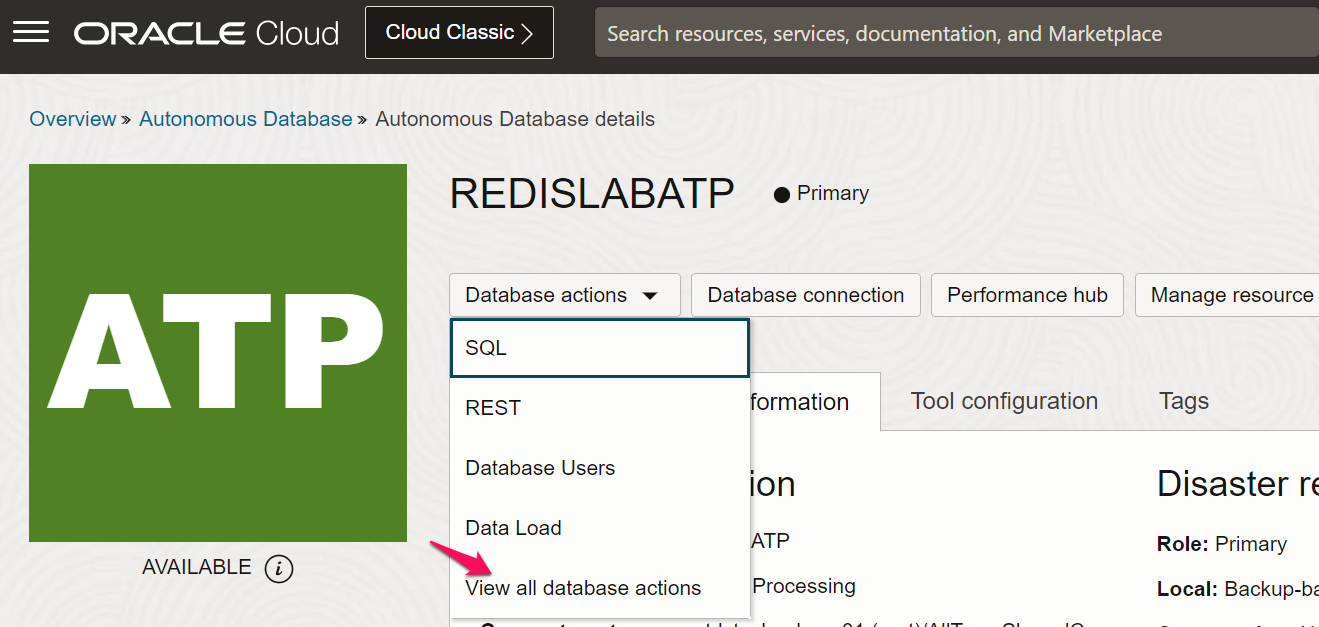 ORACLE Cloud
Cloud Classic
Search resources, services, documentation, and Marketplace
Overview » Autonomous Database » Autonomous Database details
ATP
AVAILABLE i
REDISLABATP
Primary
Database actions
Database connection
Performance hub
Manage resource
SQL
REST
Database Users
Data Load
View all database actions
formation
Tool configuration
Tags
ion
ATP
Processing
Disaster re
Role: Primary
Local: Backup-ba